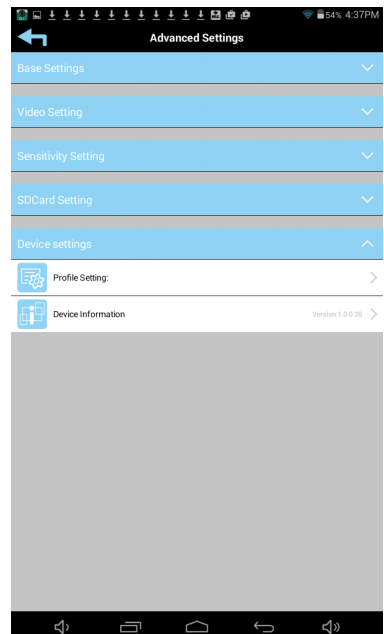 54% 4:37PM
Advanced Settings
Base Settings
Video Setting
Sensitivity Setting
SDCard Setting
Device settings
Profile Setting:
Device Information Version:1.0.0.20